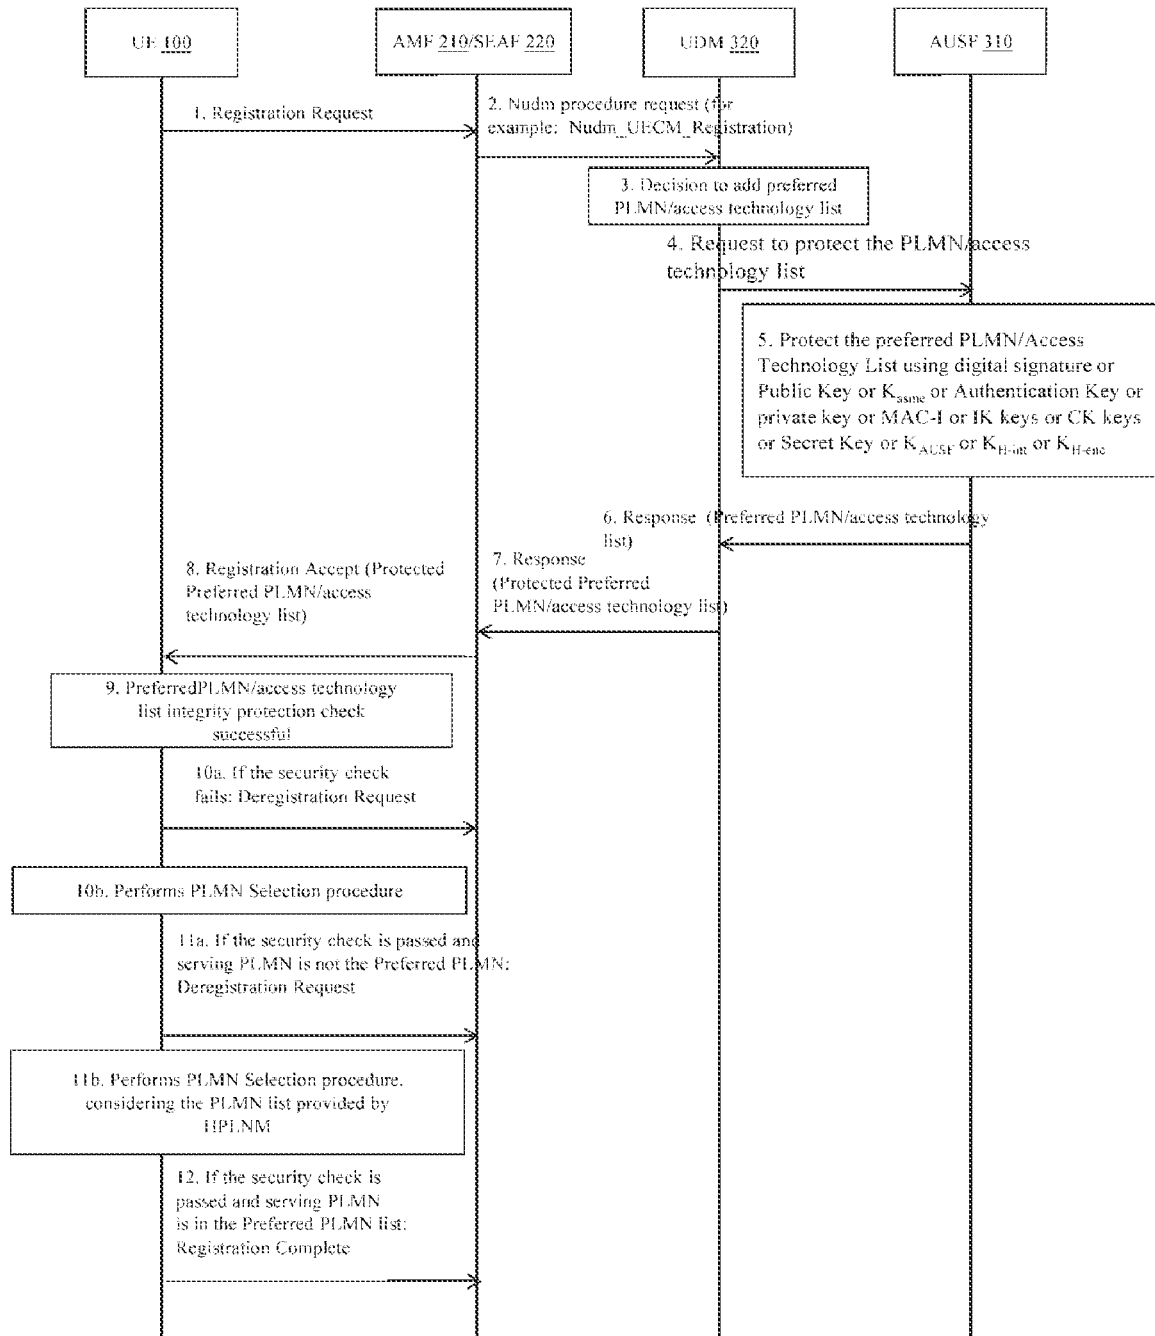 UE 100
AMF 210/SEAF 220
UDM 320
AUSF 310
1. Registration Request
2. Nudm procedure request (for
example: Nudm_UECM_Registration)
3. Decision to add preferred
PLMN/access technology list
4. Request to protect the PLMN/access
technology list
5. Protect the preferred PLMN/Access
Technology List using digital signature or
Public Key or Kasme or Authentication Key or
private key or MAC-I or IK keys or CK keys
or Secret Key or KAUSF or KH-int or KH-enc
6. Response (Preferred PLMN/access technology
list)
7. Response
(Protected Preferred
PLMN/access technology list)
8. Registration Accept (Protected
Preferred PLMN/access
technology list)
9. PreferredPLMN/access technology
list integrity protection check
successful
10a. If the security check
fails: Deregistration Request
10b. Performs PLMN Selection procedure
11a. If the security check is passed and
serving PLMN is not the Preferred PLMN:
Deregistration Request
11b. Performs PLMN Selection procedure,
considering the PLMN list provided by
HPLNM
12. If the security check is
passed and serving PLMN
is in the Preferred PLMN list:
Registration Complete